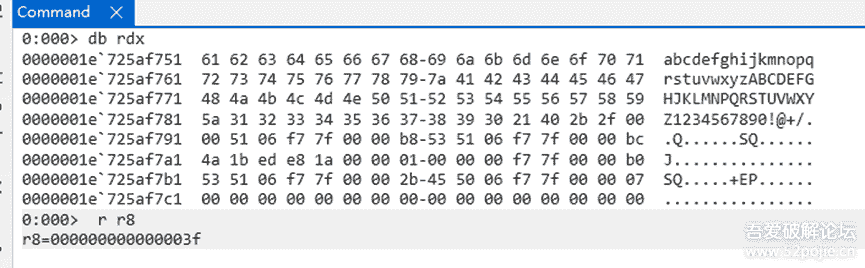 Command ×
0:000> db rdx
0000001e`725af751  61 62 63 64 65 66 67 68-69 6a 6b 6d 6e 6f 70 71  abcdefghijkmnopq
0000001e`725af761  72 73 74 75 76 77 78 79-7a 41 42 43 44 45 46 47  rstuvwxyzABCDEFG
0000001e`725af771  48 4a 4b 4c 4d 4e 50 51-52 53 54 55 56 57 58 59  HJKLMNPQRSTUVWXY
0000001e`725af781  5a 31 32 33 34 35 36 37-38 39 30 21 40 2b 2f 00  Z1234567890!@+/.
0000001e`725af791  00 51 06 f7 7f 00 00 b8-53 51 06 f7 7f 00 00 bc  .Q......SQ......
0000001e`725af7a1  4a 1b ed e8 1a 00 00 01-00 00 00 f7 7f 00 00 b0  J...............
0000001e`725af7b1  53 51 06 f7 7f 00 00 2b-45 50 06 f7 7f 00 00 07  SQ.....+EP......
0000001e`725af7c1  00 00 00 00 00 00 00 00-00 00 00 00 00 00 00 00  ................
0:000>  r r8
r8=000000000000003f
吾爱破解论坛
www.52pojie.cn